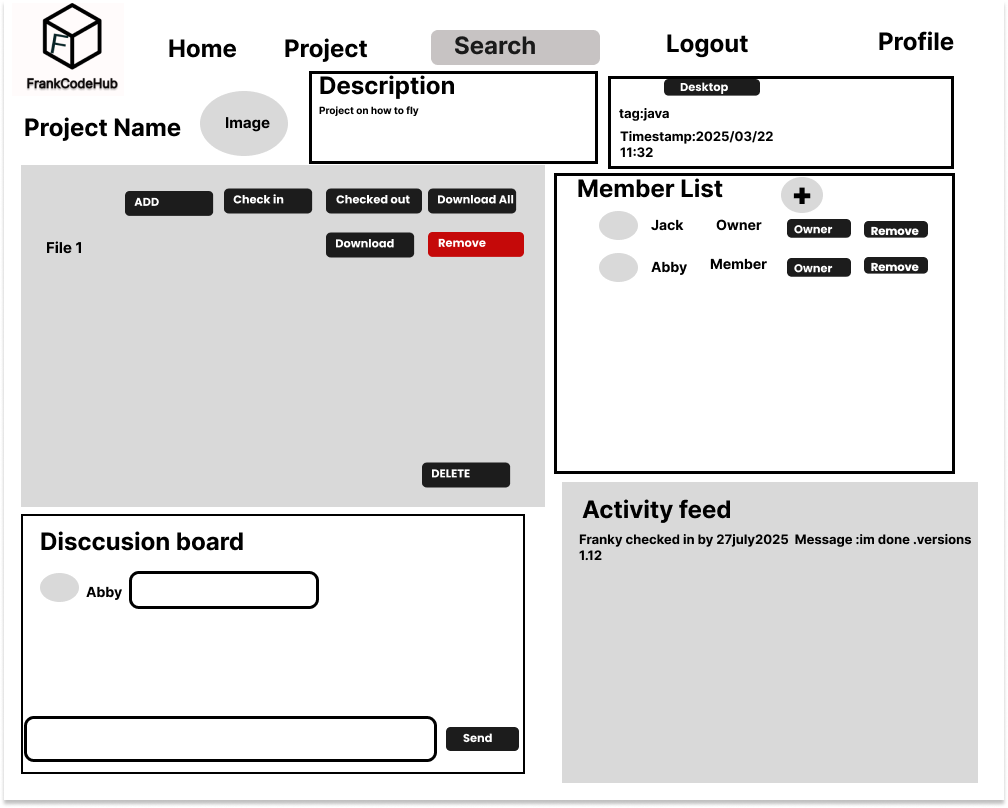 F
FrankCodeHub
Home
Project
Search
Logout
Profile
Project Name
Image
Description
Project on how to fly
Desktop
tag:java
Timestamp:2025/03/22
11:32
ADD
Check in
Checked out
Download All
File 1
Download
Remove
DELETE
Member List
+
Jack
Owner
Owner
Remove
Abby
Member
Owner
Remove
Disccusion board
Abby
Send
Activity feed
Franky checked in by 27july2025 Message :im done .versions
1.12